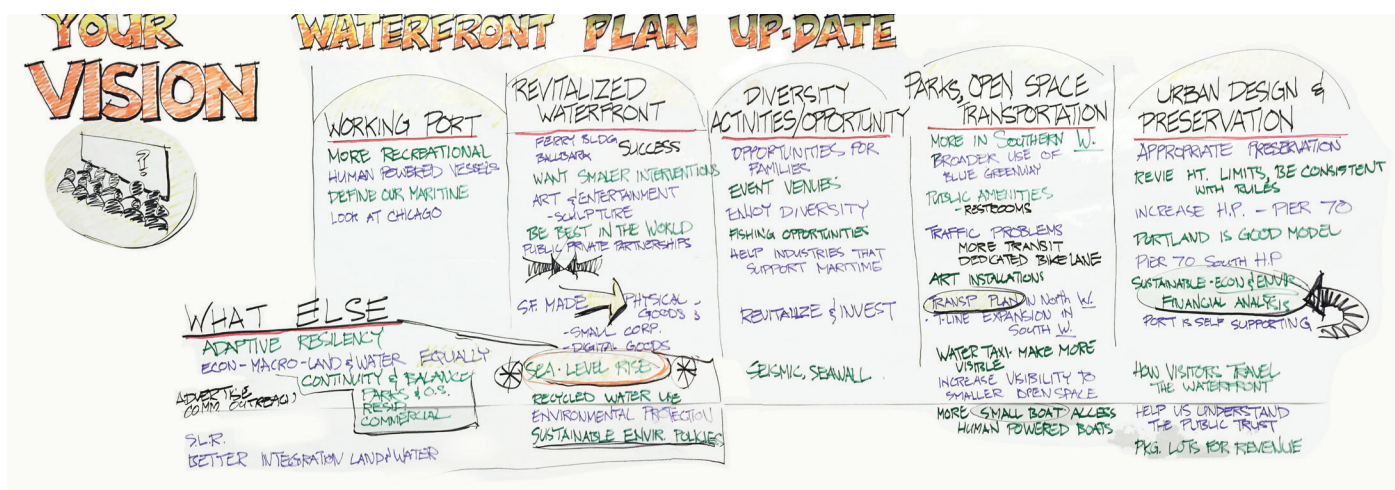 YOUR
VISION
WATERFRONT PLAN UP-DATE
WORKING PORT
MORE RECREATIONAL
HUMAN POWERED VESSELS
DEFINE OUR MARITIME
LOOK AT CHICAGO
REVITALIZED
WATERFRONT
FERRY BLDG
BALLPARK SUCCESS
WANT SMALER INTERVENTIONS
ART & ENTERTAINMENT
-SCULPTURE
BE BEST IN THE WORLD
PUBLIC/PRIVATE PARTNERSHIPS
S.F. MADE PHYSICAL
GOODS &
-SMALL CORP.
-DIGITAL GOODS
SEA-LEVEL RISE
RECYCLED WATER USE
ENVIRONMENTAL PROTECTION
SUSTAINABLE ENVIR. POLICIES
DIVERSITY
ACTIVITIES/OPPORTUNITY
OPPORTUNITIES FOR
FAMILIES
EVENT VENUES
ENJOY DIVERSITY
FISHING OPPORTUNITIES
HELP INDUSTRIES THAT
SUPPORT MARITIME
REVITALIZE & INVEST
SEISMIC, SEAWALL
PARKS, OPEN SPACE
TRANSPORTATION
MORE IN SOUTHERN W.
BROADER USE OF
BLUE GREENWAY
PUBLIC AMENITIES
-RESTROOMS
TRAFFIC PROBLEMS
MORE TRANSIT
DEDICATED BIKE LANE
ART INSTALLATIONS
TRANSP PLAN IN NORTH W.
T-LINE EXPANSION IN
SOUTH W.
WATER TAXI-MAKE MORE
VISIBLE
INCREASE VISIBILITY TO
SMALLER OPEN SPACE
MORE SMALL BOAT ACCESS
HUMAN POWERED BOATS
URBAN DESIGN &
PRESERVATION
APPROPRIATE PRESERVATION
REVIE HT. LIMITS, BE CONSISTENT
WITH RULES
INCREASE H.P. - PIER 70
PORTLAND IS GOOD MODEL
PIER 70 SOUTH H.P
SUSTAINABLE-ECON & ENVIR
FINANCIAL ANALYSIS
PORT IS SELF SUPPORTING
HOW VISITORS TRAVEL
THE WATERFRONT
HELP US UNDERSTAND
THE PUBLIC TRUST
PKG. LOTS FOR REVENUE
WHAT ELSE
ADAPTIVE RESILENCY
ECON-MACRO-LAND & WATER EQUALLY
CONTINUITY & BALANCE
PARKS & O.S.
RESID
COMMERCIAL
ADVERTISE
COMM OUTREACH
S.L.R.
BETTER INTEGRATION LAND/WATER
?